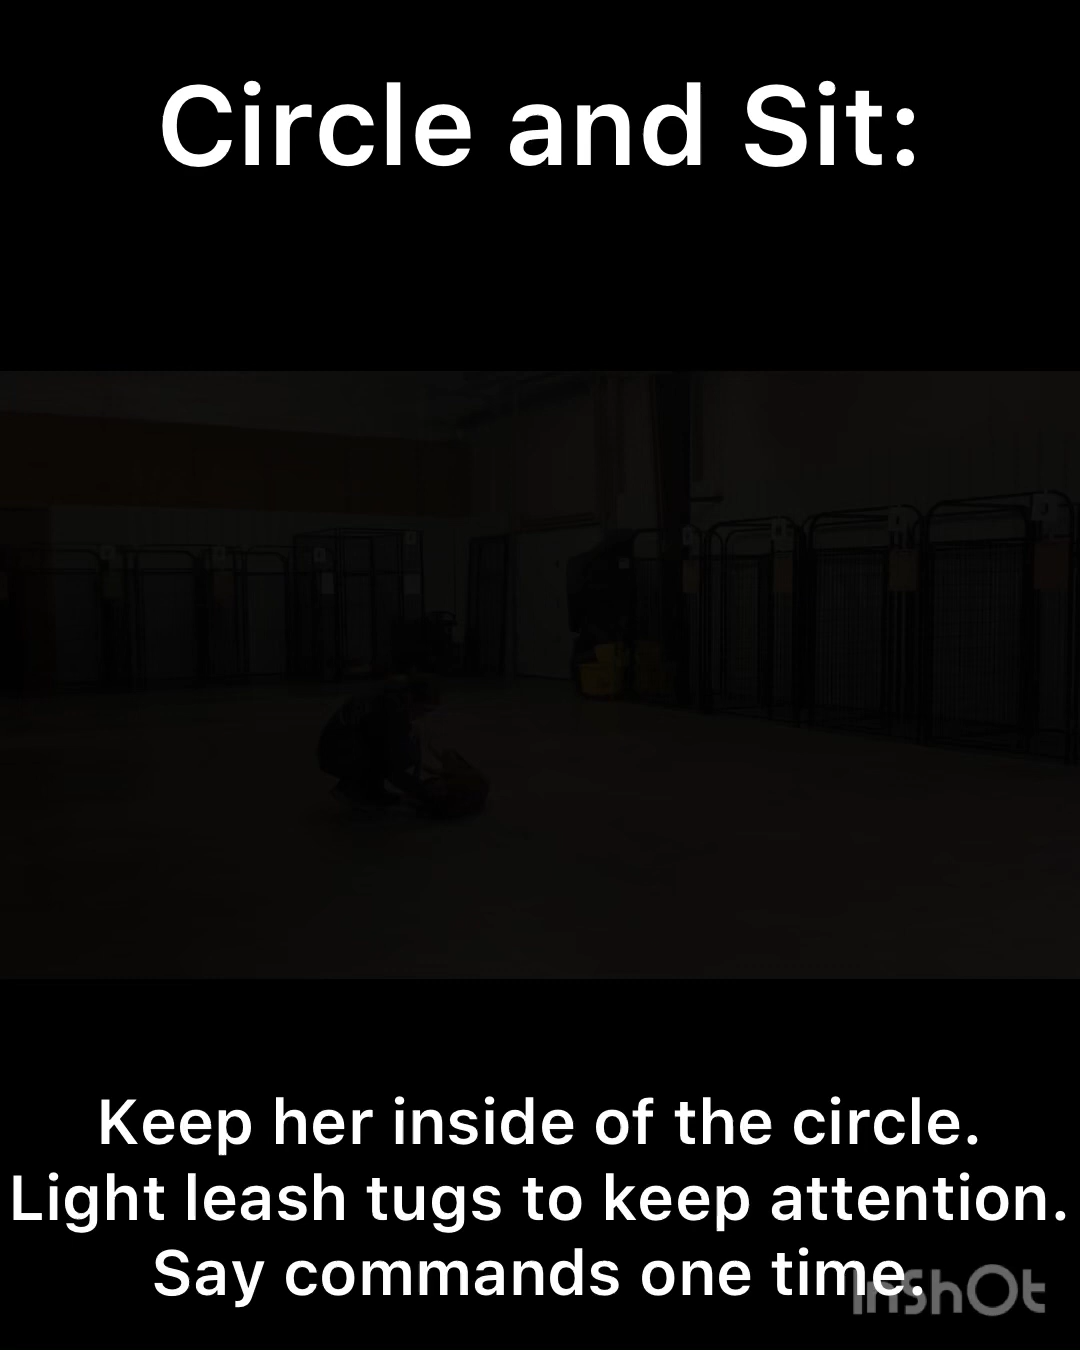 Circle and Sit:
Keep her inside of the circle.
Light leash tugs to keep attention.
Say commands one time.
InShOt